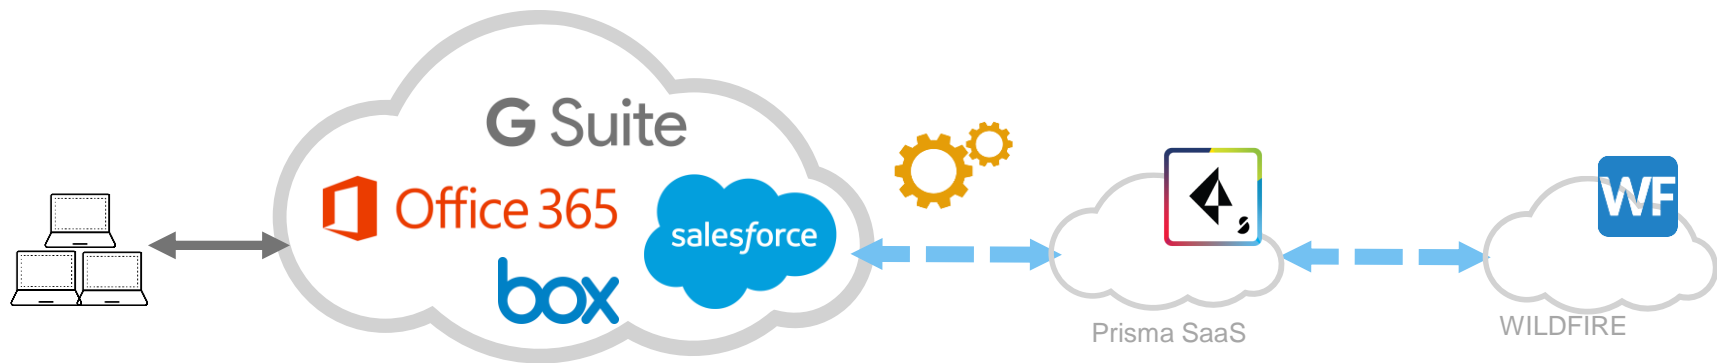 G Suite
Office 365
salesforce
box
WF
S
Prisma SaaS
WILDFIRE